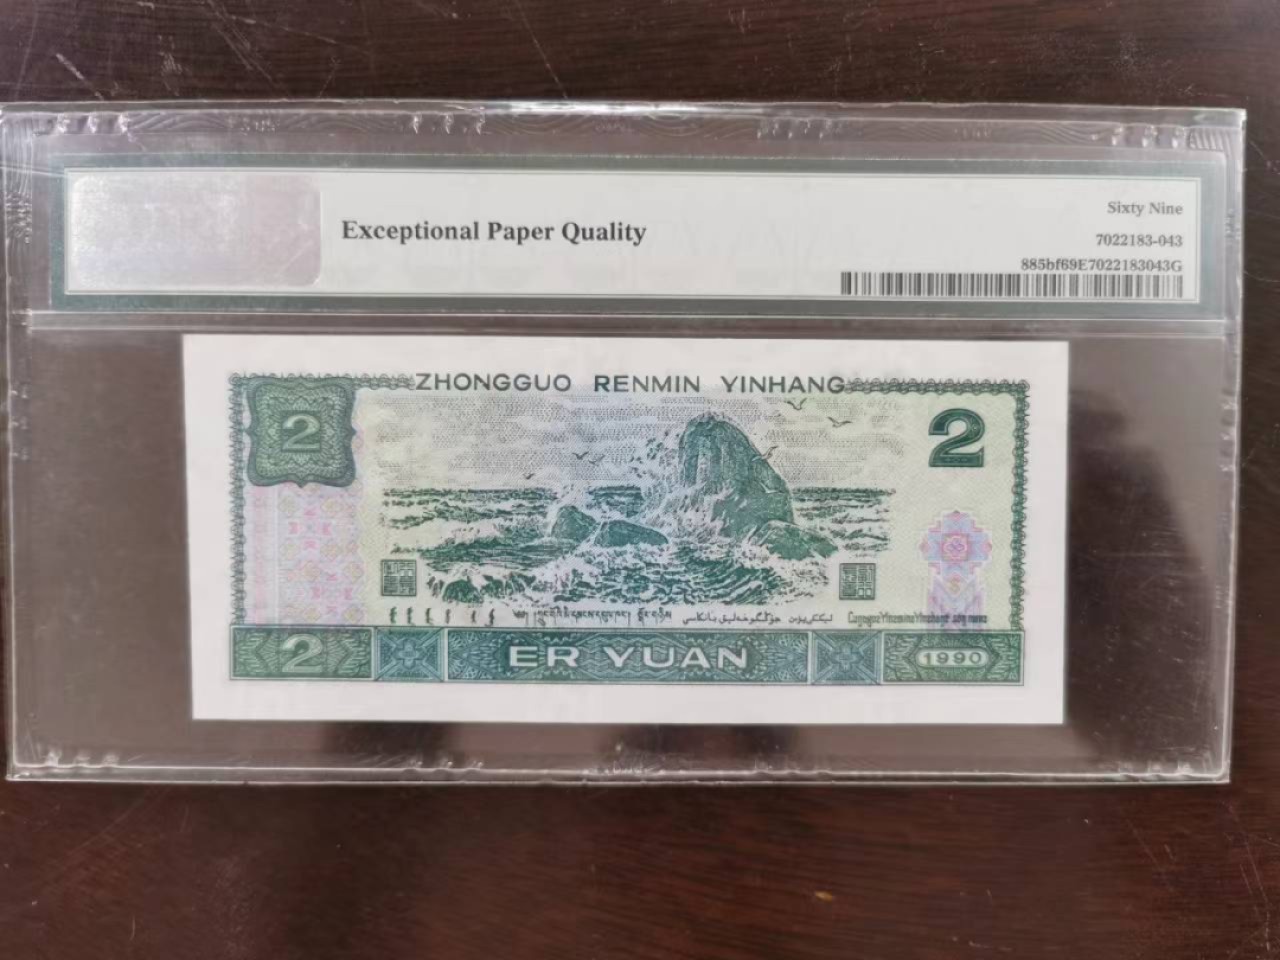 Exceptional Paper Quality
Sixty Nine
7022183-043
885bf69E7022183043G
ZHONGGUO RENMIN YINHANG
2
2
2
ER YUAN
1990